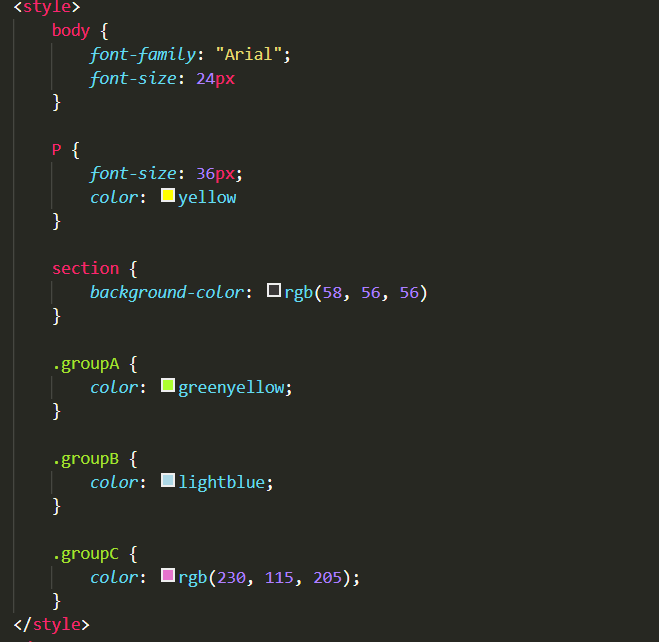 <style>
body {
font-family: "Arial";
font-size: 24px
}
P {
font-size: 36px;
color: yellow
}
section {
background-color: rgb(58, 56, 56)
}
.groupA {
color: greenyellow;
}
.groupB {
color: lightblue;
}
.groupC {
color: rgb(230, 115, 205);
}
</style>